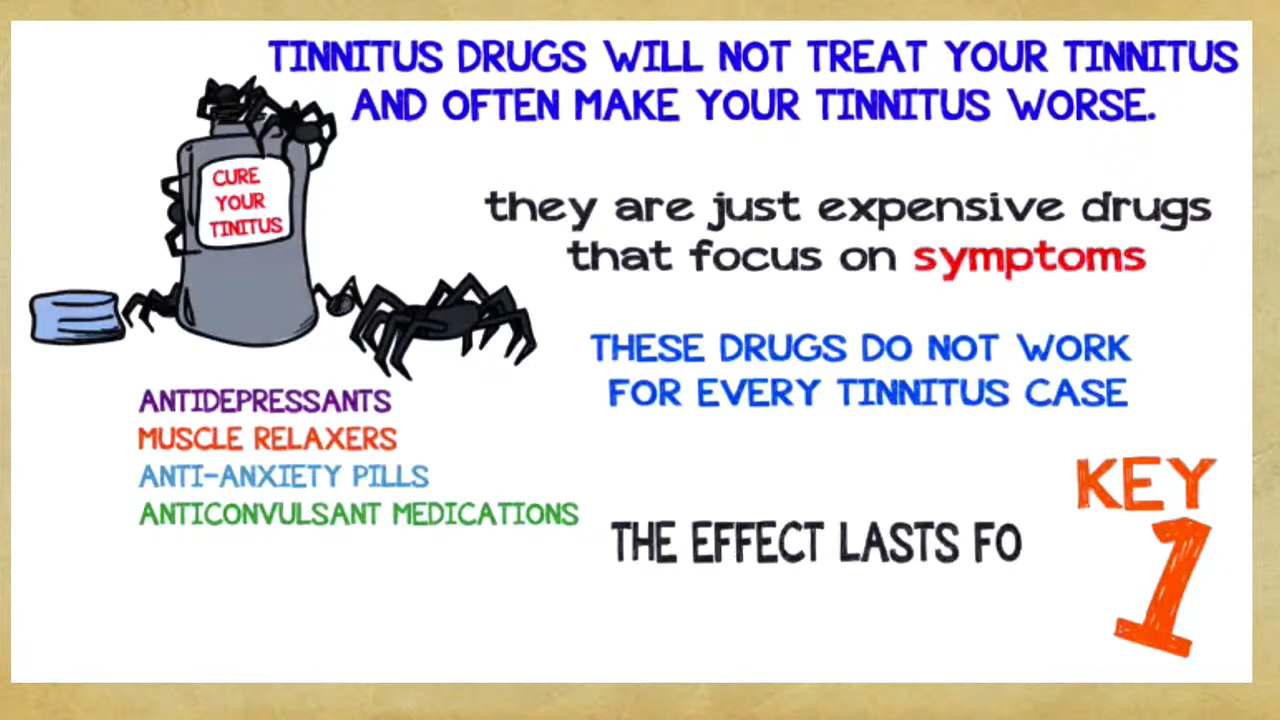 TINNITUS DRUGS WILL NOT TREAT YOUR TINNITUS
AND OFTEN MAKE YOUR TINNITUS WORSE.
CURE
YOUR
TINITUS
they are just expensive drugs
that focus on symptoms
THESE DRUGS DO NOT WORK
FOR EVERY TINNITUS CASE
ANTIDEPRESSANTS
MUSCLE RELAXERS
ANTI-ANXIETY PILLS
ANTICONVULSANT MEDICATIONS
THE EFFECT LASTS FO
KEY
1